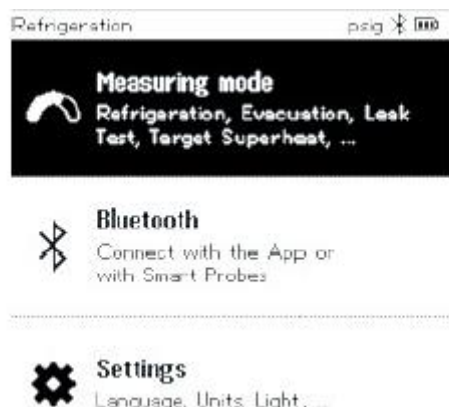 Refrigeration psig
Measuring mode
Refrigeration, Evacuation, Leak
Test, Target Superheat, ...
Bluetooth
Connect with the App or
with Smart Probes
Settings
Language, Units, Light, ...